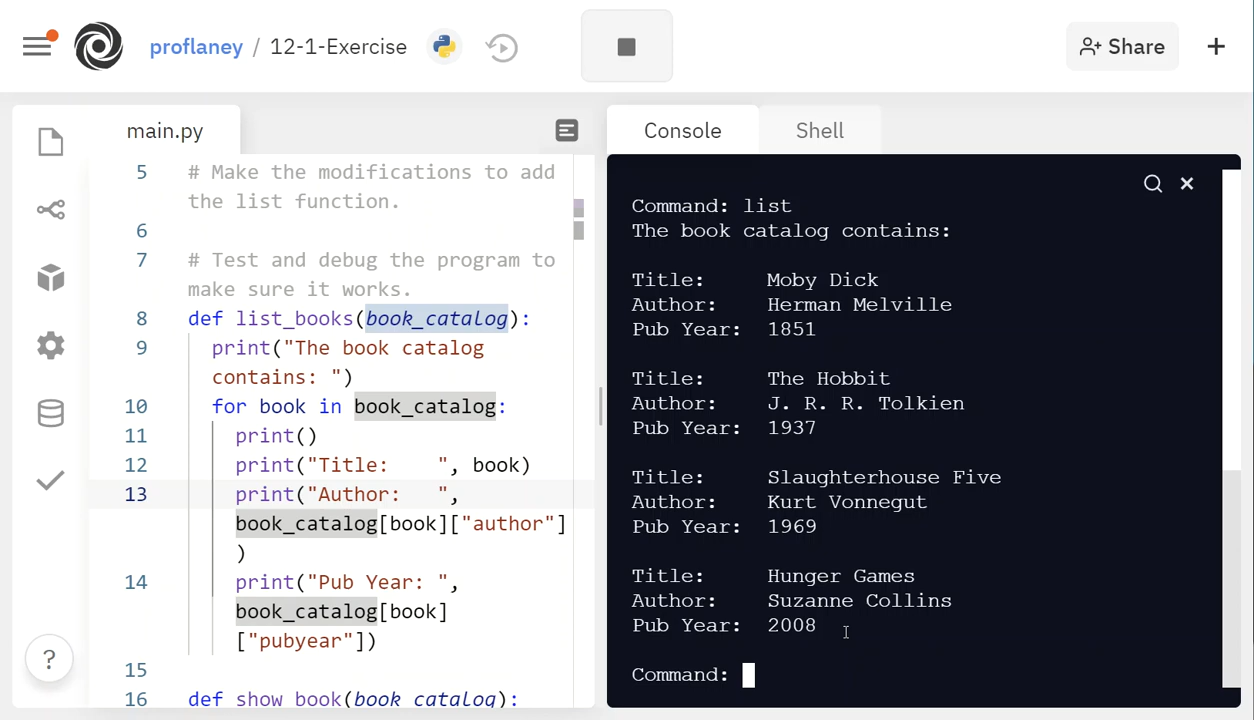 proflaney / 12-1-Exercise
Share
main.py
5 # Make the modifications to add
the list function.
6
7 # Test and debug the program to
make sure it works.
8 def list_books(book_catalog):
9 print("The book catalog
contains: ")
10 for book in book_catalog:
11 print()
12 print("Title:    ", book)
13 print("Author:   ",
book_catalog[book]["author"]
)
14 print("Pub Year: ",
book_catalog[book]
["pubyear"])
15
16 def show_book(book_catalog):
?
Console Shell
Command: list
The book catalog contains:
Title: Moby Dick
Author: Herman Melville
Pub Year: 1851
Title: The Hobbit
Author: J. R. R. Tolkien
Pub Year: 1937
Title: Slaughterhouse Five
Author: Kurt Vonnegut
Pub Year: 1969
Title: Hunger Games
Author: Suzanne Collins
Pub Year: 2008
Command: